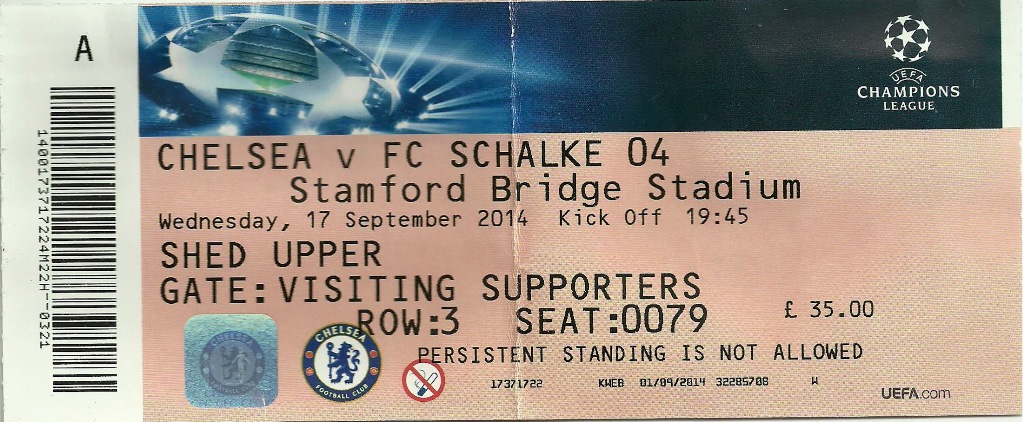 A
1400173717224M22H--0321
UEFA
CHAMPIONS
LEAGUE
CHELSEA v FC SCHALKE 04
Stamford Bridge Stadium
Wednesday, 17 September 2014 Kick Off 19:45
SHED UPPER
GATE: VISITING SUPPORTERS
ROW:3 SEAT:0079 £ 35.00
CHELSEA
FOOTBALL CLUB
PERSISTENT STANDING IS NOT ALLOWED
17371722 KWEB 01/09/2014 32285708 W
UEFA.com